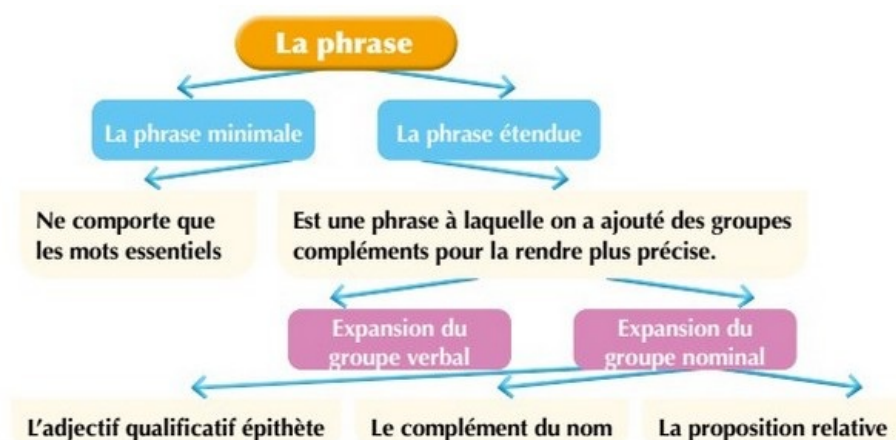 La phrase
La phrase minimale
La phrase étendue
Ne comporte que
les mots essentiels
Est une phrase à laquelle on a ajouté des groupes
compléments pour la rendre plus précise.
Expansion du
groupe verbal
Expansion du
groupe nominal
L'adjectif qualificatif épithète
Le complément du nom
La proposition relative